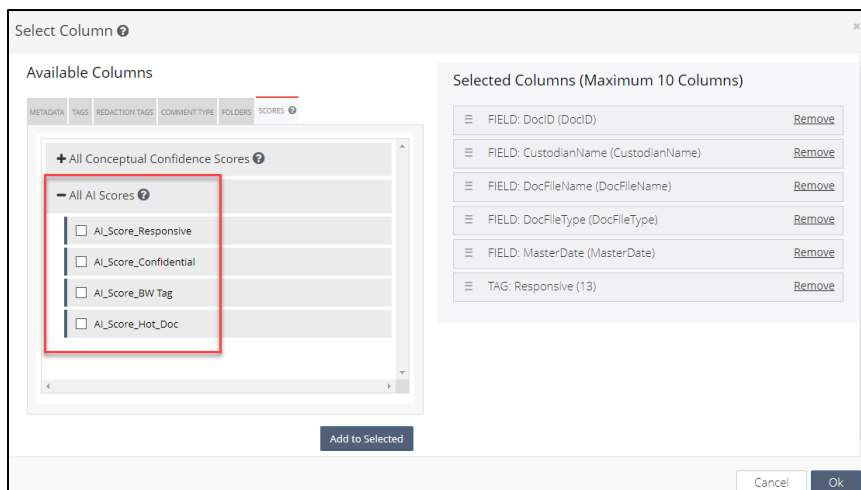 Select Column ?
×
Available Columns
METADATA TAGS REDACTION TAGS COMMENT TYPE FOLDERS SCORES ?
+ All Conceptual Confidence Scores ?
− All AI Scores ?
AI_Score_Responsive
AI_Score_Confidential
AI_Score_BW Tag
AI_Score_Hot_Doc
Add to Selected
Selected Columns (Maximum 10 Columns)
FIELD: DocID (DocID) Remove
FIELD: CustodianName (CustodianName) Remove
FIELD: DocFileName (DocFileName) Remove
FIELD: DocFileType (DocFileType) Remove
FIELD: MasterDate (MasterDate) Remove
TAG: Responsive (13) Remove
Cancel Ok